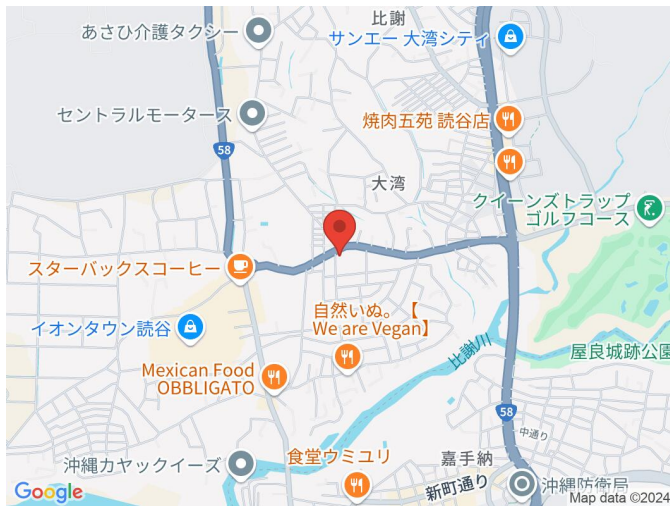 比謝
あさひ介護タクシー
サンエー 大湾シティ
セントラルモータース
焼肉五苑 読谷店
58
大湾
クイーンズトラップ
ゴルフコース
スターバックスコーヒー
自然いぬ。【
We are Vegan】
イオンタウン読谷
比謝川
屋良城跡公園
Mexican Food
OBBLIGATO
58
中通り
嘉手納
沖縄カヤックイーズ
食堂ウミユリ
新町通り
沖縄防衛局
Google
Map data ©2024